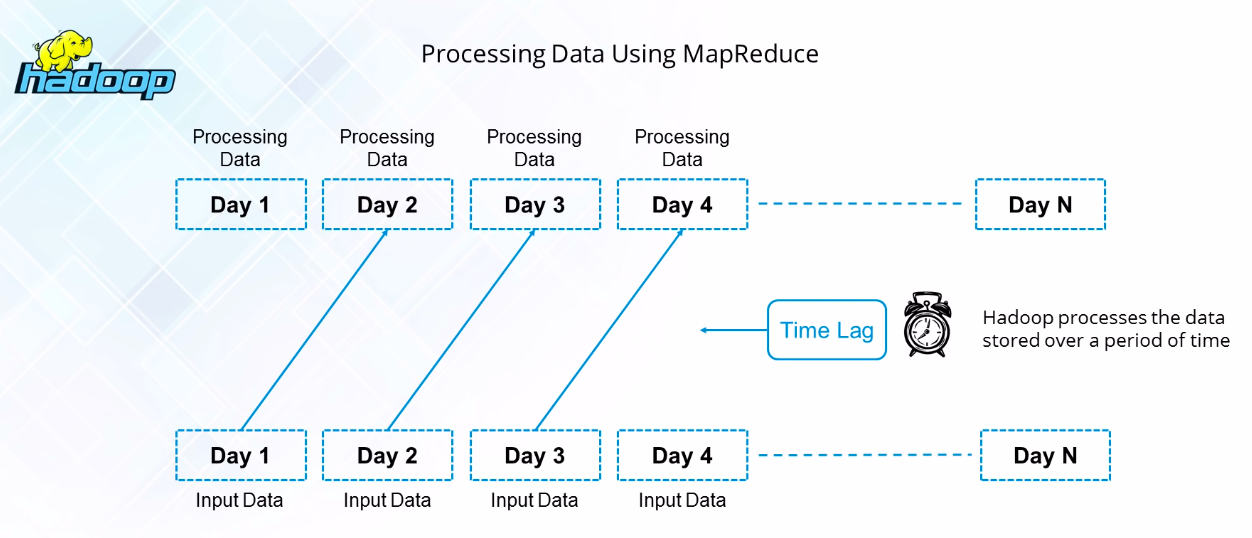 hadoop
Processing Data Using MapReduce
Processing
Data
Processing
Data
Processing
Data
Processing
Data
Day 1
Day 2
Day 3
Day 4
Day N
Time Lag
Hadoop processes the data
stored over a period of time
Day 1
Day 2
Day 3
Day 4
Day N
Input Data
Input Data
Input Data
Input Data